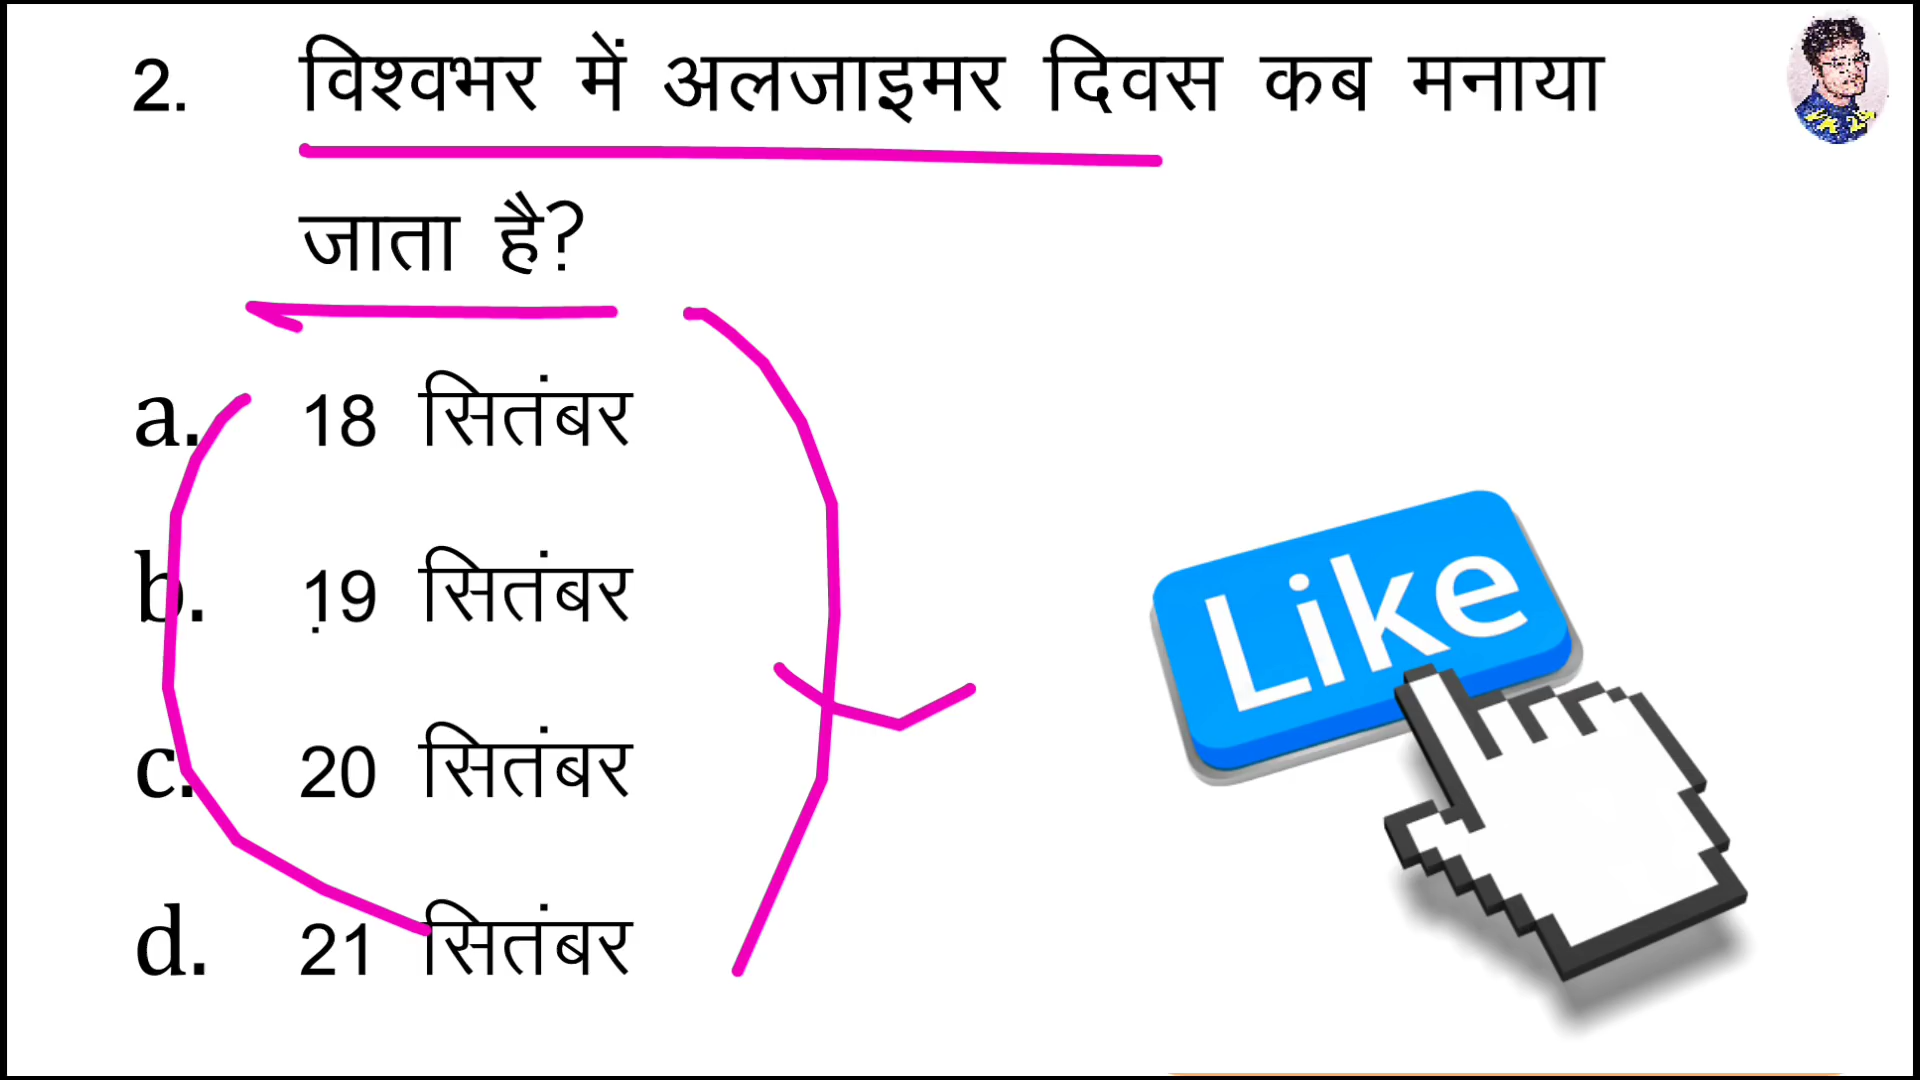 2. विश्वभर में अलजाइमर दिवस कब मनाया
जाता है?
a. 18 सितंबर
b. 19 सितंबर
c. 20 सितंबर
d. 21 सितंबर
Like